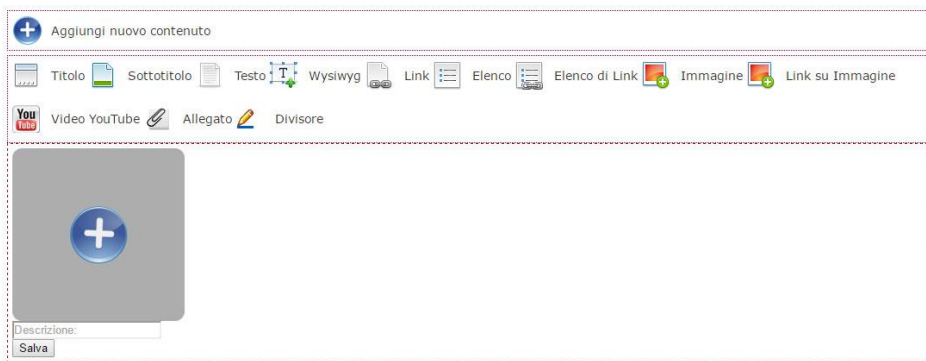 Aggiungi nuovo contenuto
Titolo Sottotitolo Testo T Wysiwyg Link Elenco Elenco di Link Immagine Link su Immagine
You Tube Video YouTube Allegato Divisore
Descrizione:
Salva